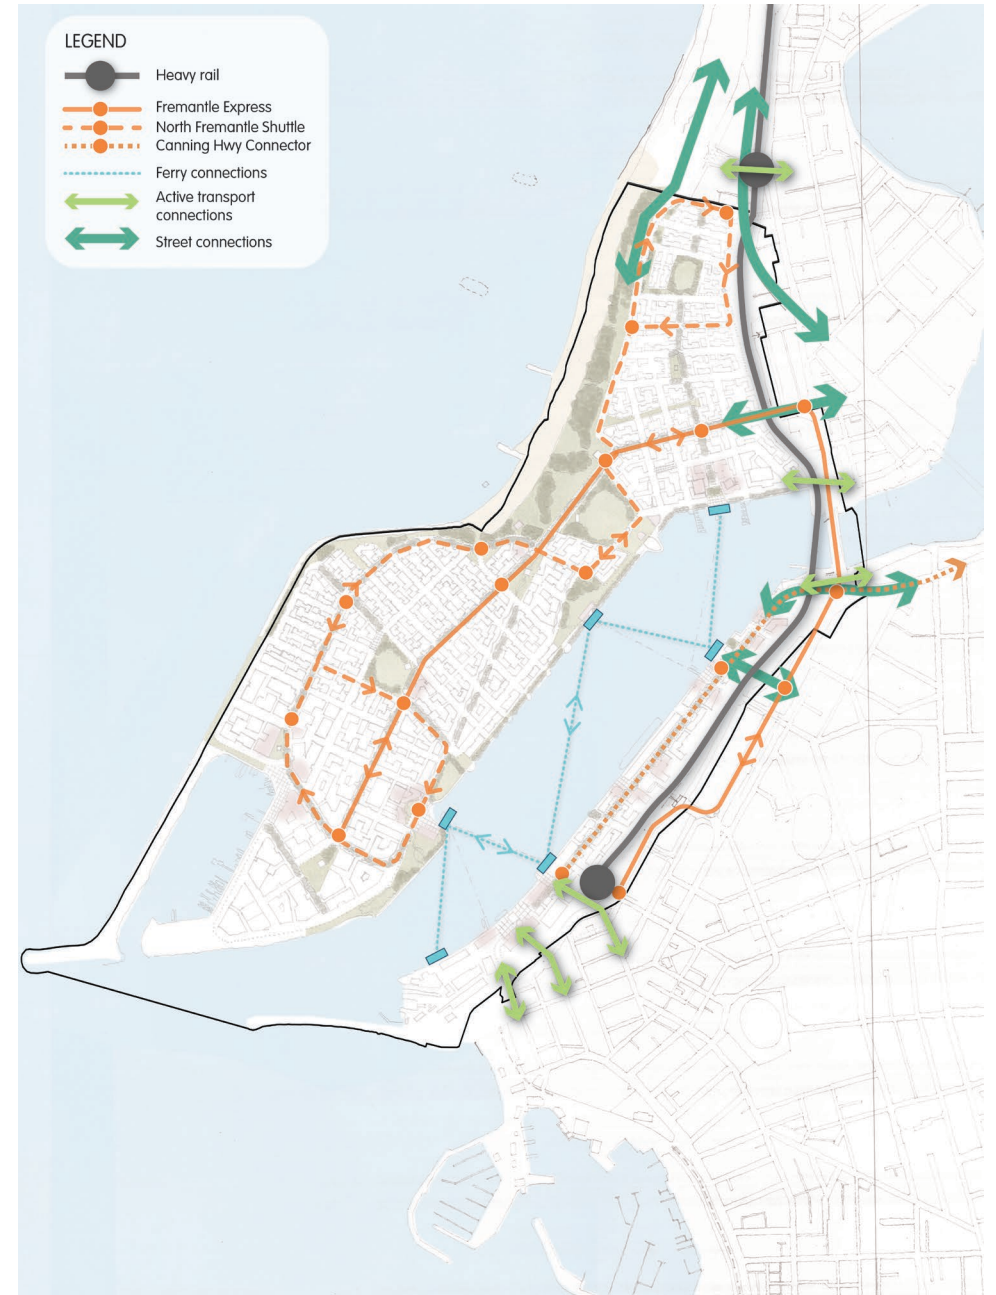 LEGEND
Heavy rail
Fremantle Express
North Fremantle Shuttle
Canning Hwy Connector
Ferry connections
Active transport
connections
Street connections